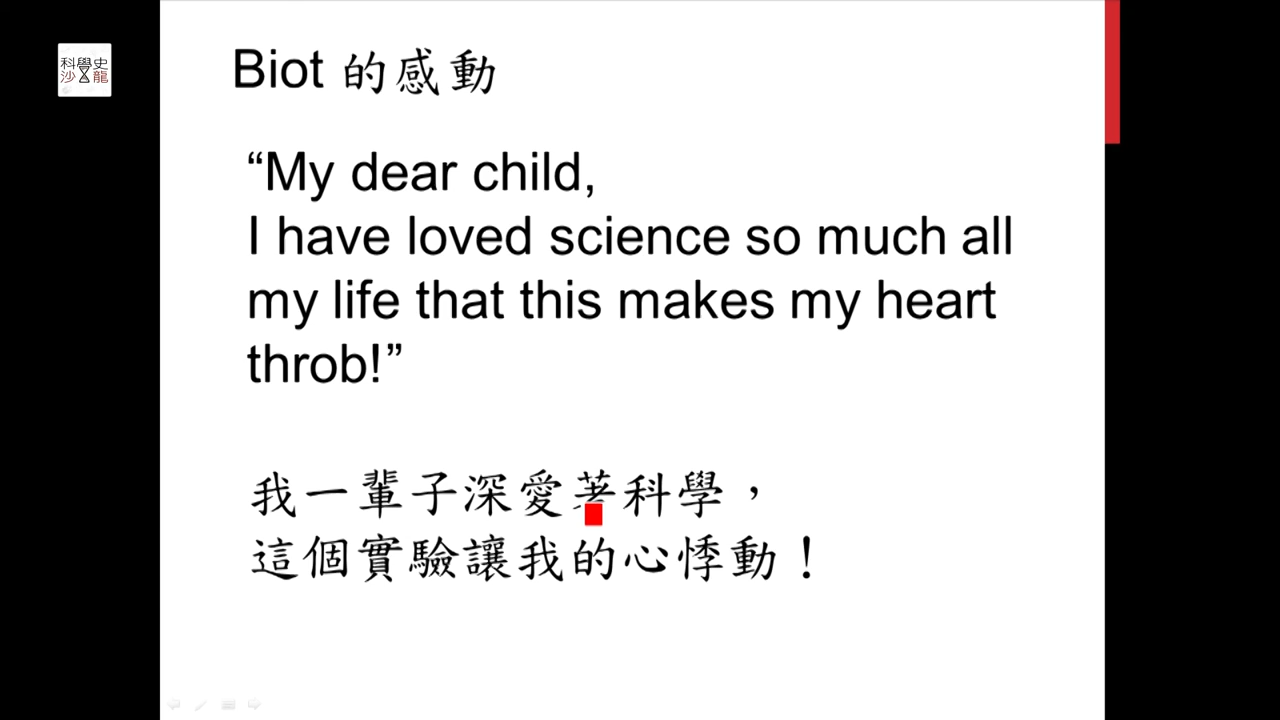 科學史
沙龍
Biot 的感動
“My dear child,
I have loved science so much all
my life that this makes my heart
throb!”
我一輩子深愛著科學，
這個實驗讓我的心悸動！